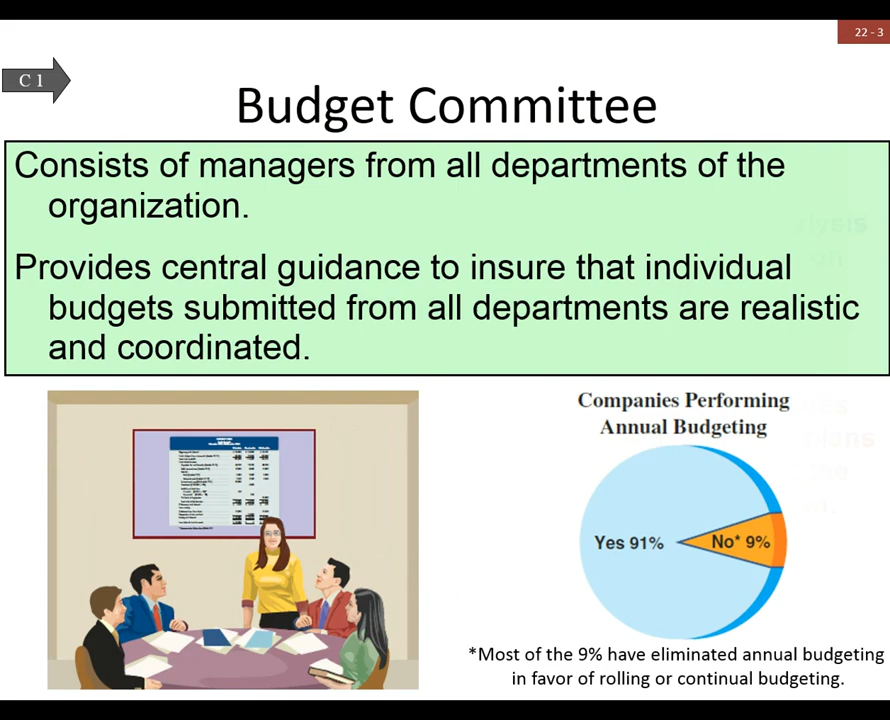 22 - 3
C 1
Budget Committee
Consists of managers from all departments of the
organization.
Provides central guidance to insure that individual
budgets submitted from all departments are realistic
and coordinated.
Companies Performing
Annual Budgeting
Yes 91%
No* 9%
*Most of the 9% have eliminated annual budgeting
in favor of rolling or continual budgeting.